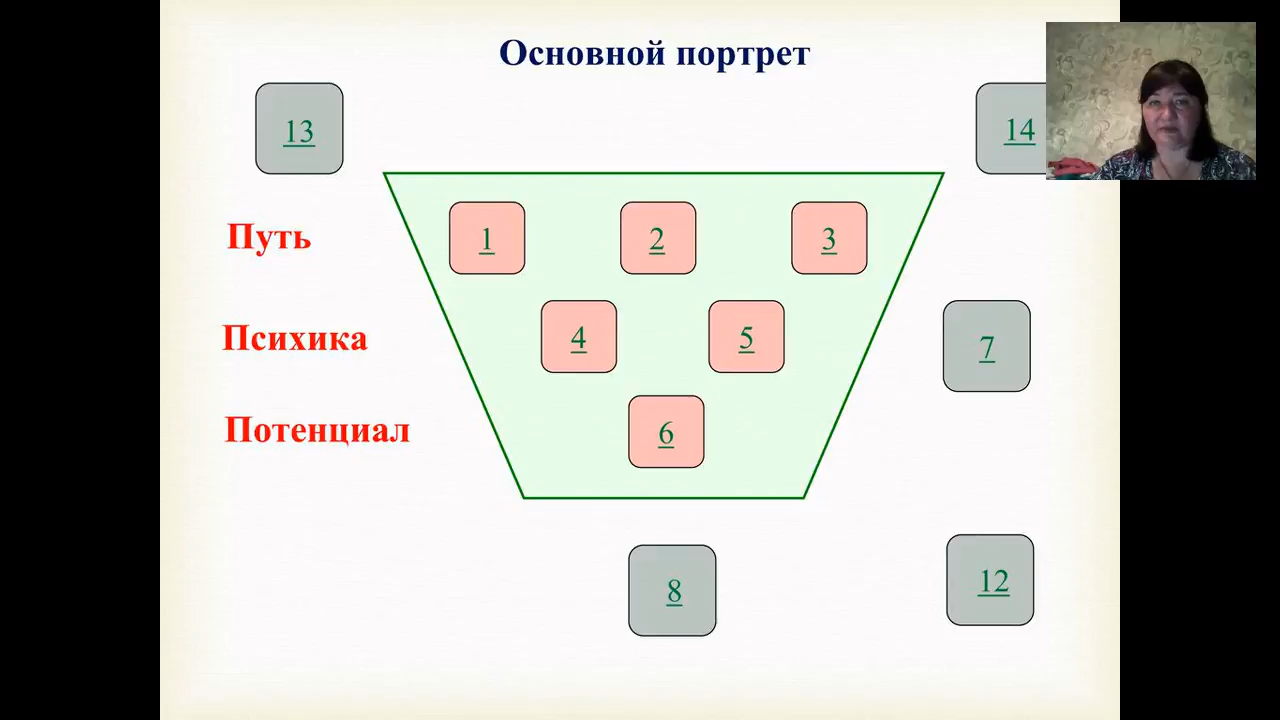 Основной портрет
13
14
Путь
1
2
3
Психика
4
5
7
Потенциал
6
8
12